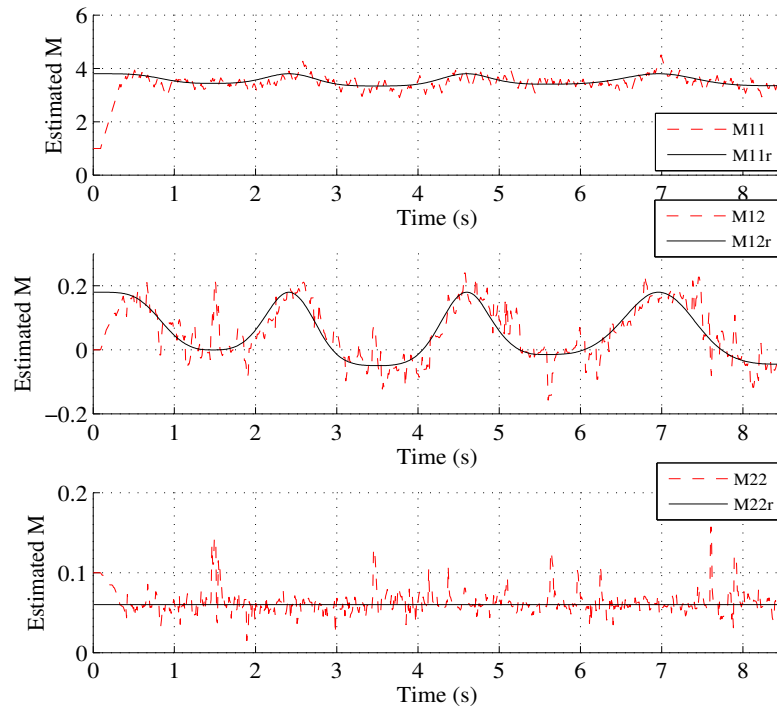 Estimated M
6
4
2
0
0 1 2 3 4 5 6 7 8
Time (s)
M11
M11r
Estimated M
0.2
0
−0.2
0 1 2 3 4 5 6 7 8
Time (s)
M12
M12r
Estimated M
0.2
0.1
0
0 1 2 3 4 5 6 7 8
Time (s)
M22
M22r